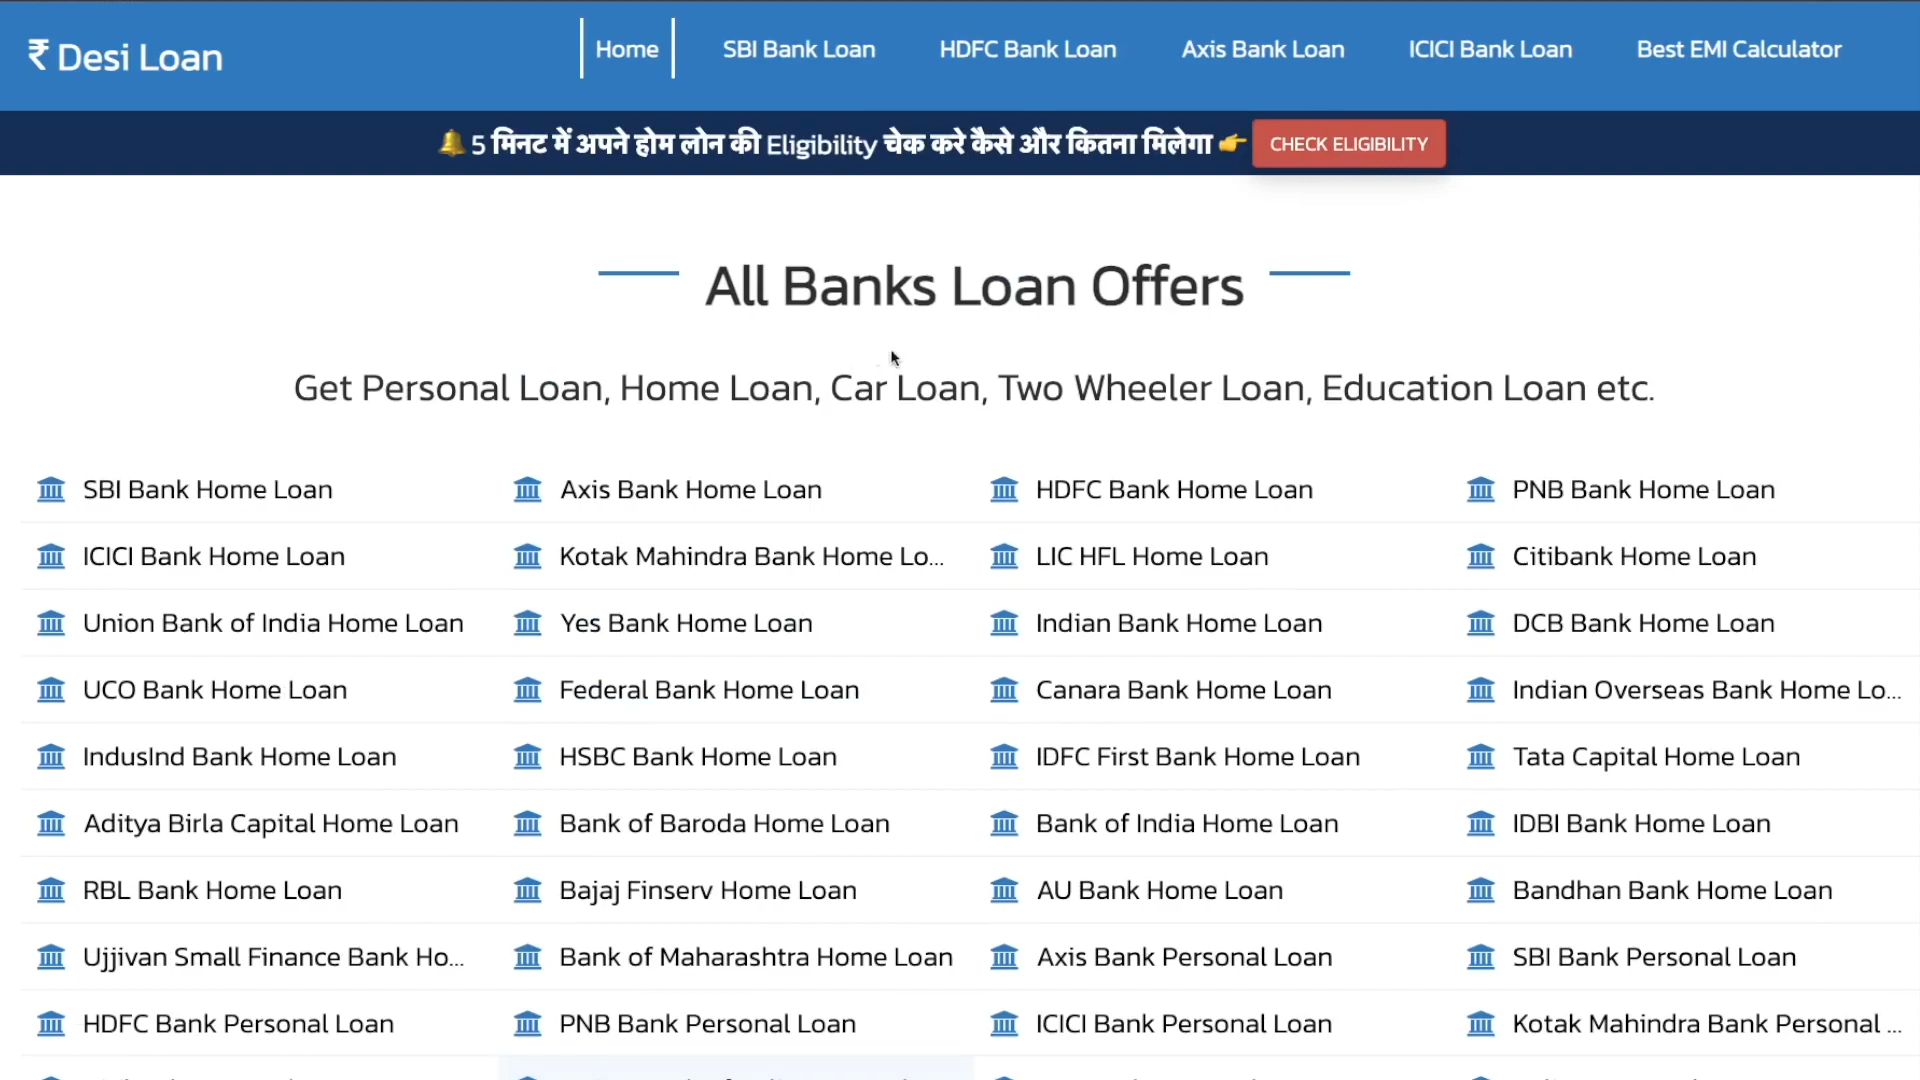 ₹ Desi Loan
Home
SBI Bank Loan
HDFC Bank Loan
Axis Bank Loan
ICICI Bank Loan
Best EMI Calculator
🔔 5 मिनट में अपने होम लोन की Eligibility चेक करे कैसे और कितना मिलेगा 👉 CHECK ELIGIBILITY
All Banks Loan Offers
Get Personal Loan, Home Loan, Car Loan, Two Wheeler Loan, Education Loan etc.
SBI Bank Home Loan
Axis Bank Home Loan
HDFC Bank Home Loan
PNB Bank Home Loan
ICICI Bank Home Loan
Kotak Mahindra Bank Home Lo...
LIC HFL Home Loan
Citibank Home Loan
Union Bank of India Home Loan
Yes Bank Home Loan
Indian Bank Home Loan
DCB Bank Home Loan
UCO Bank Home Loan
Federal Bank Home Loan
Canara Bank Home Loan
Indian Overseas Bank Home Lo...
IndusInd Bank Home Loan
HSBC Bank Home Loan
IDFC First Bank Home Loan
Tata Capital Home Loan
Aditya Birla Capital Home Loan
Bank of Baroda Home Loan
Bank of India Home Loan
IDBI Bank Home Loan
RBL Bank Home Loan
Bajaj Finserv Home Loan
AU Bank Home Loan
Bandhan Bank Home Loan
Ujjivan Small Finance Bank Ho...
Bank of Maharashtra Home Loan
Axis Bank Personal Loan
SBI Bank Personal Loan
HDFC Bank Personal Loan
PNB Bank Personal Loan
ICICI Bank Personal Loan
Kotak Mahindra Bank Personal ...